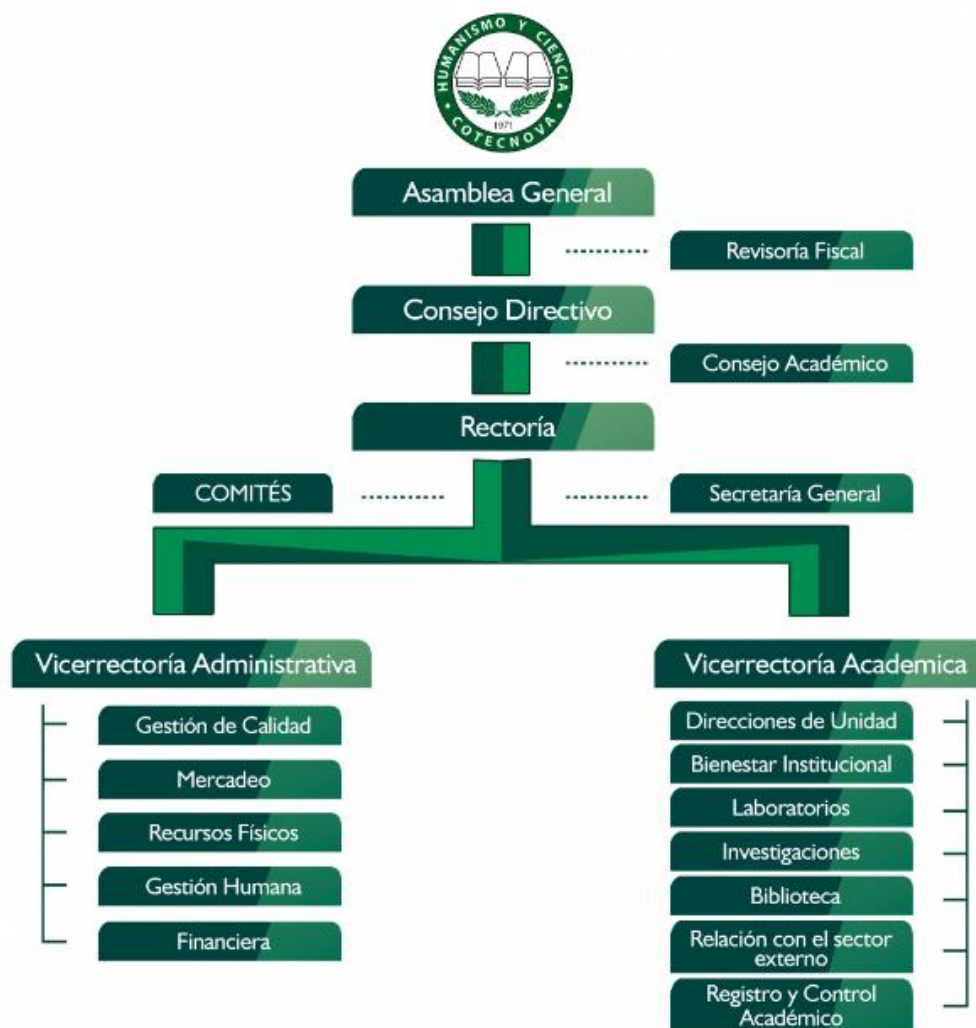 HUMANISMO Y CIENCIA
1971
COTECNOVA
Asamblea General
Revisoría Fiscal
Consejo Directivo
Consejo Académico
Rectoría
COMITÉS
Secretaría General
Vicerrectoría Administrativa
Gestión de Calidad
Mercadeo
Recursos Físicos
Gestión Humana
Financiera
Vicerrectoría Academica
Direcciones de Unidad
Bienestar Institucional
Laboratorios
Investigaciones
Biblioteca
Relación con el sector
externo
Registro y Control
Académico